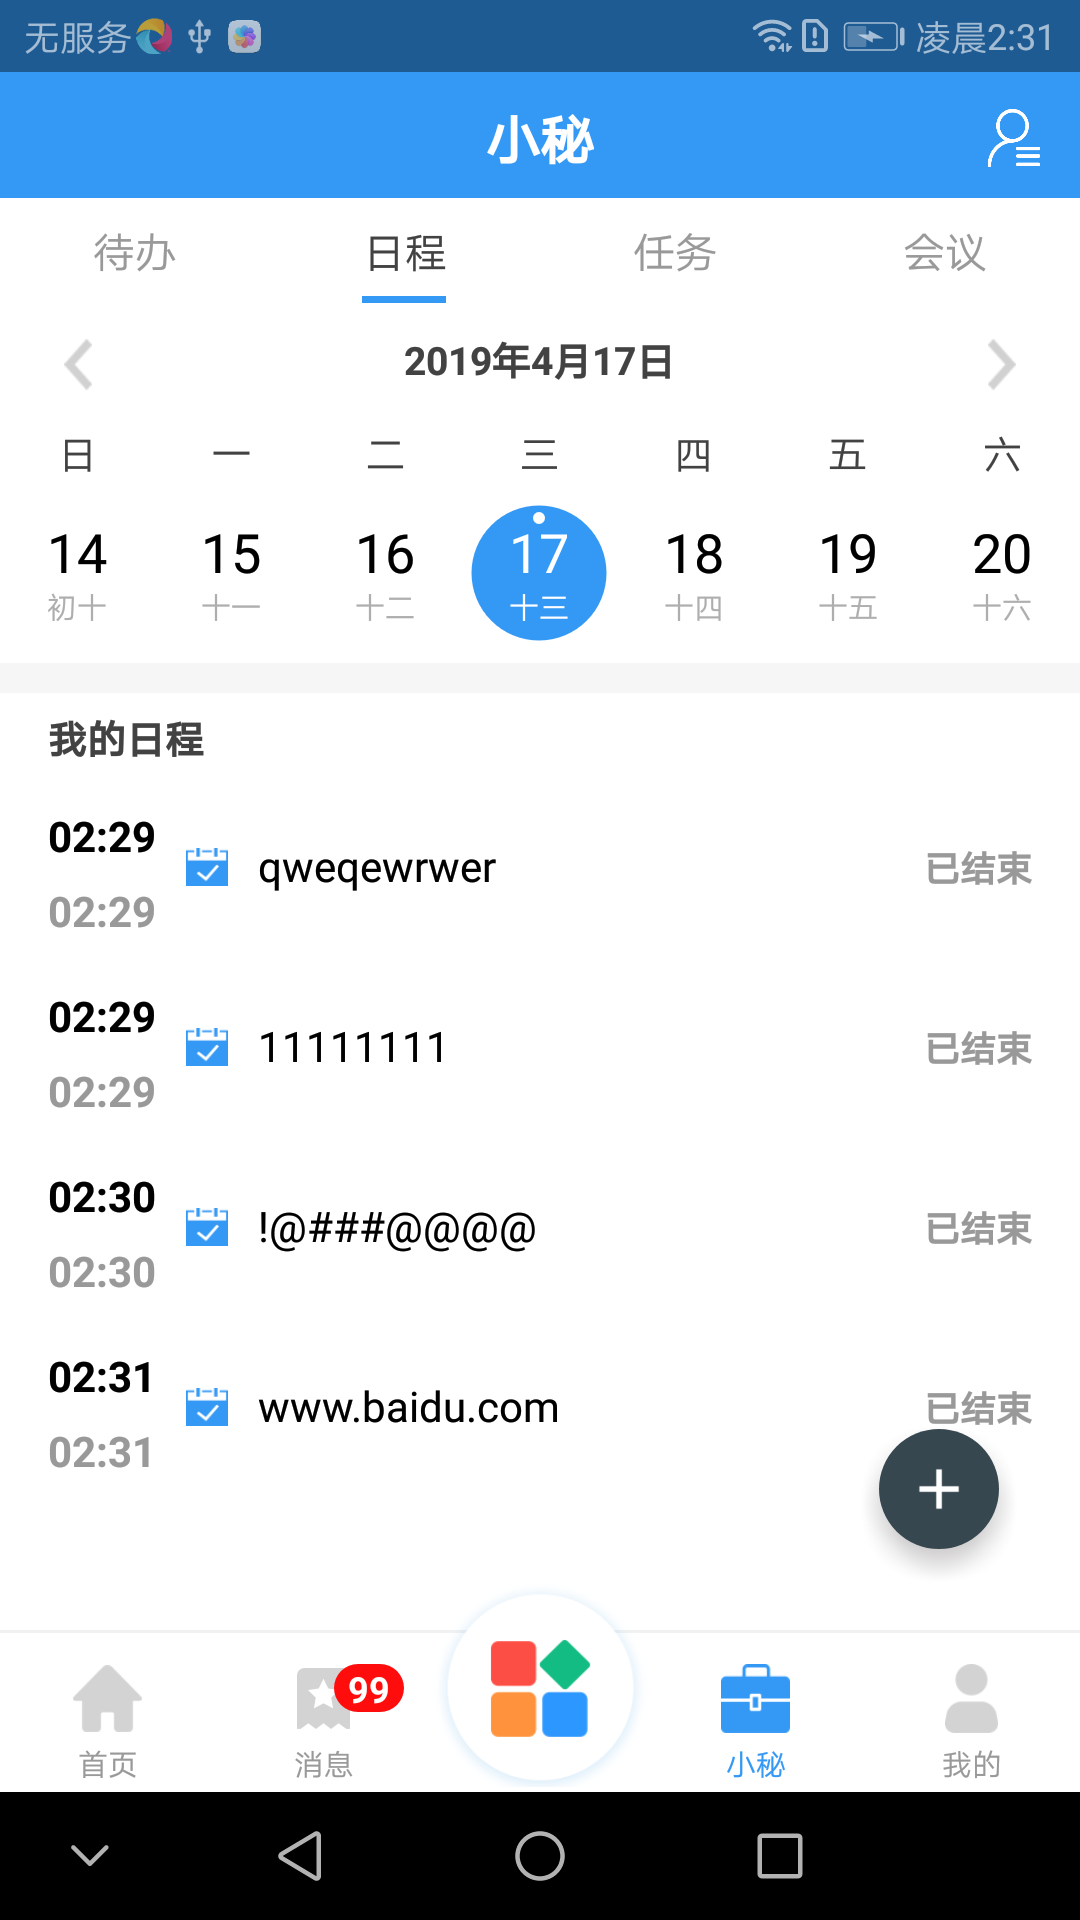 无服务 凌晨2:31
小秘
待办 日程 任务 会议
2019年4月17日
日 一 二 三 四 五 六
14 15 16 17 18 19 20
初十 十一 十二 十三 十四 十五 十六
我的日程
02:29
qweqewrwer 已结束
02:29
02:29
11111111 已结束
02:29
02:30
!@###@@@@ 已结束
02:30
02:31
www.baidu.com 已结束
02:31
99
首页 消息 小秘 我的